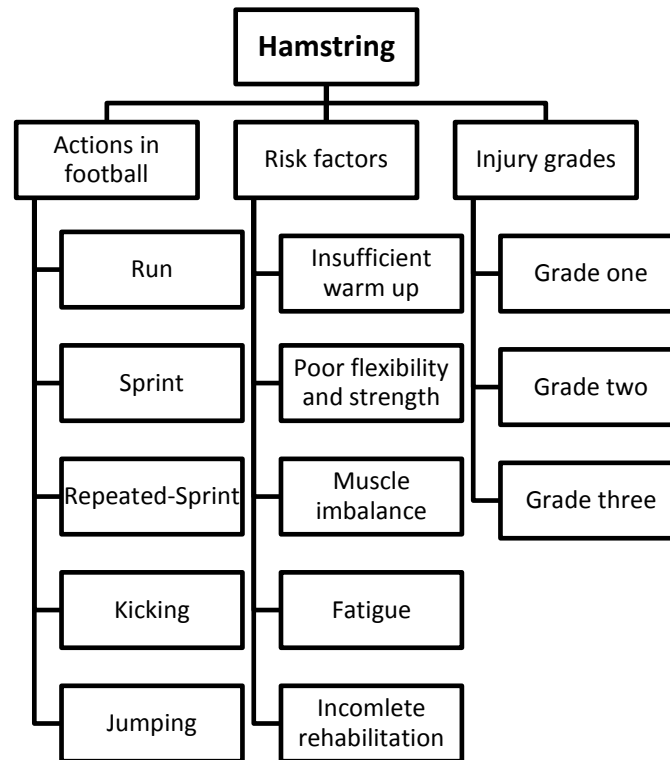 Hamstring
Actions in
football
Risk factors
Injury grades
Run
Insufficient
warm up
Grade one
Sprint
Poor flexibility
and strength
Grade two
Repeated-Sprint
Muscle
imbalance
Grade three
Kicking
Fatigue
Jumping
Incomlete
rehabilitation